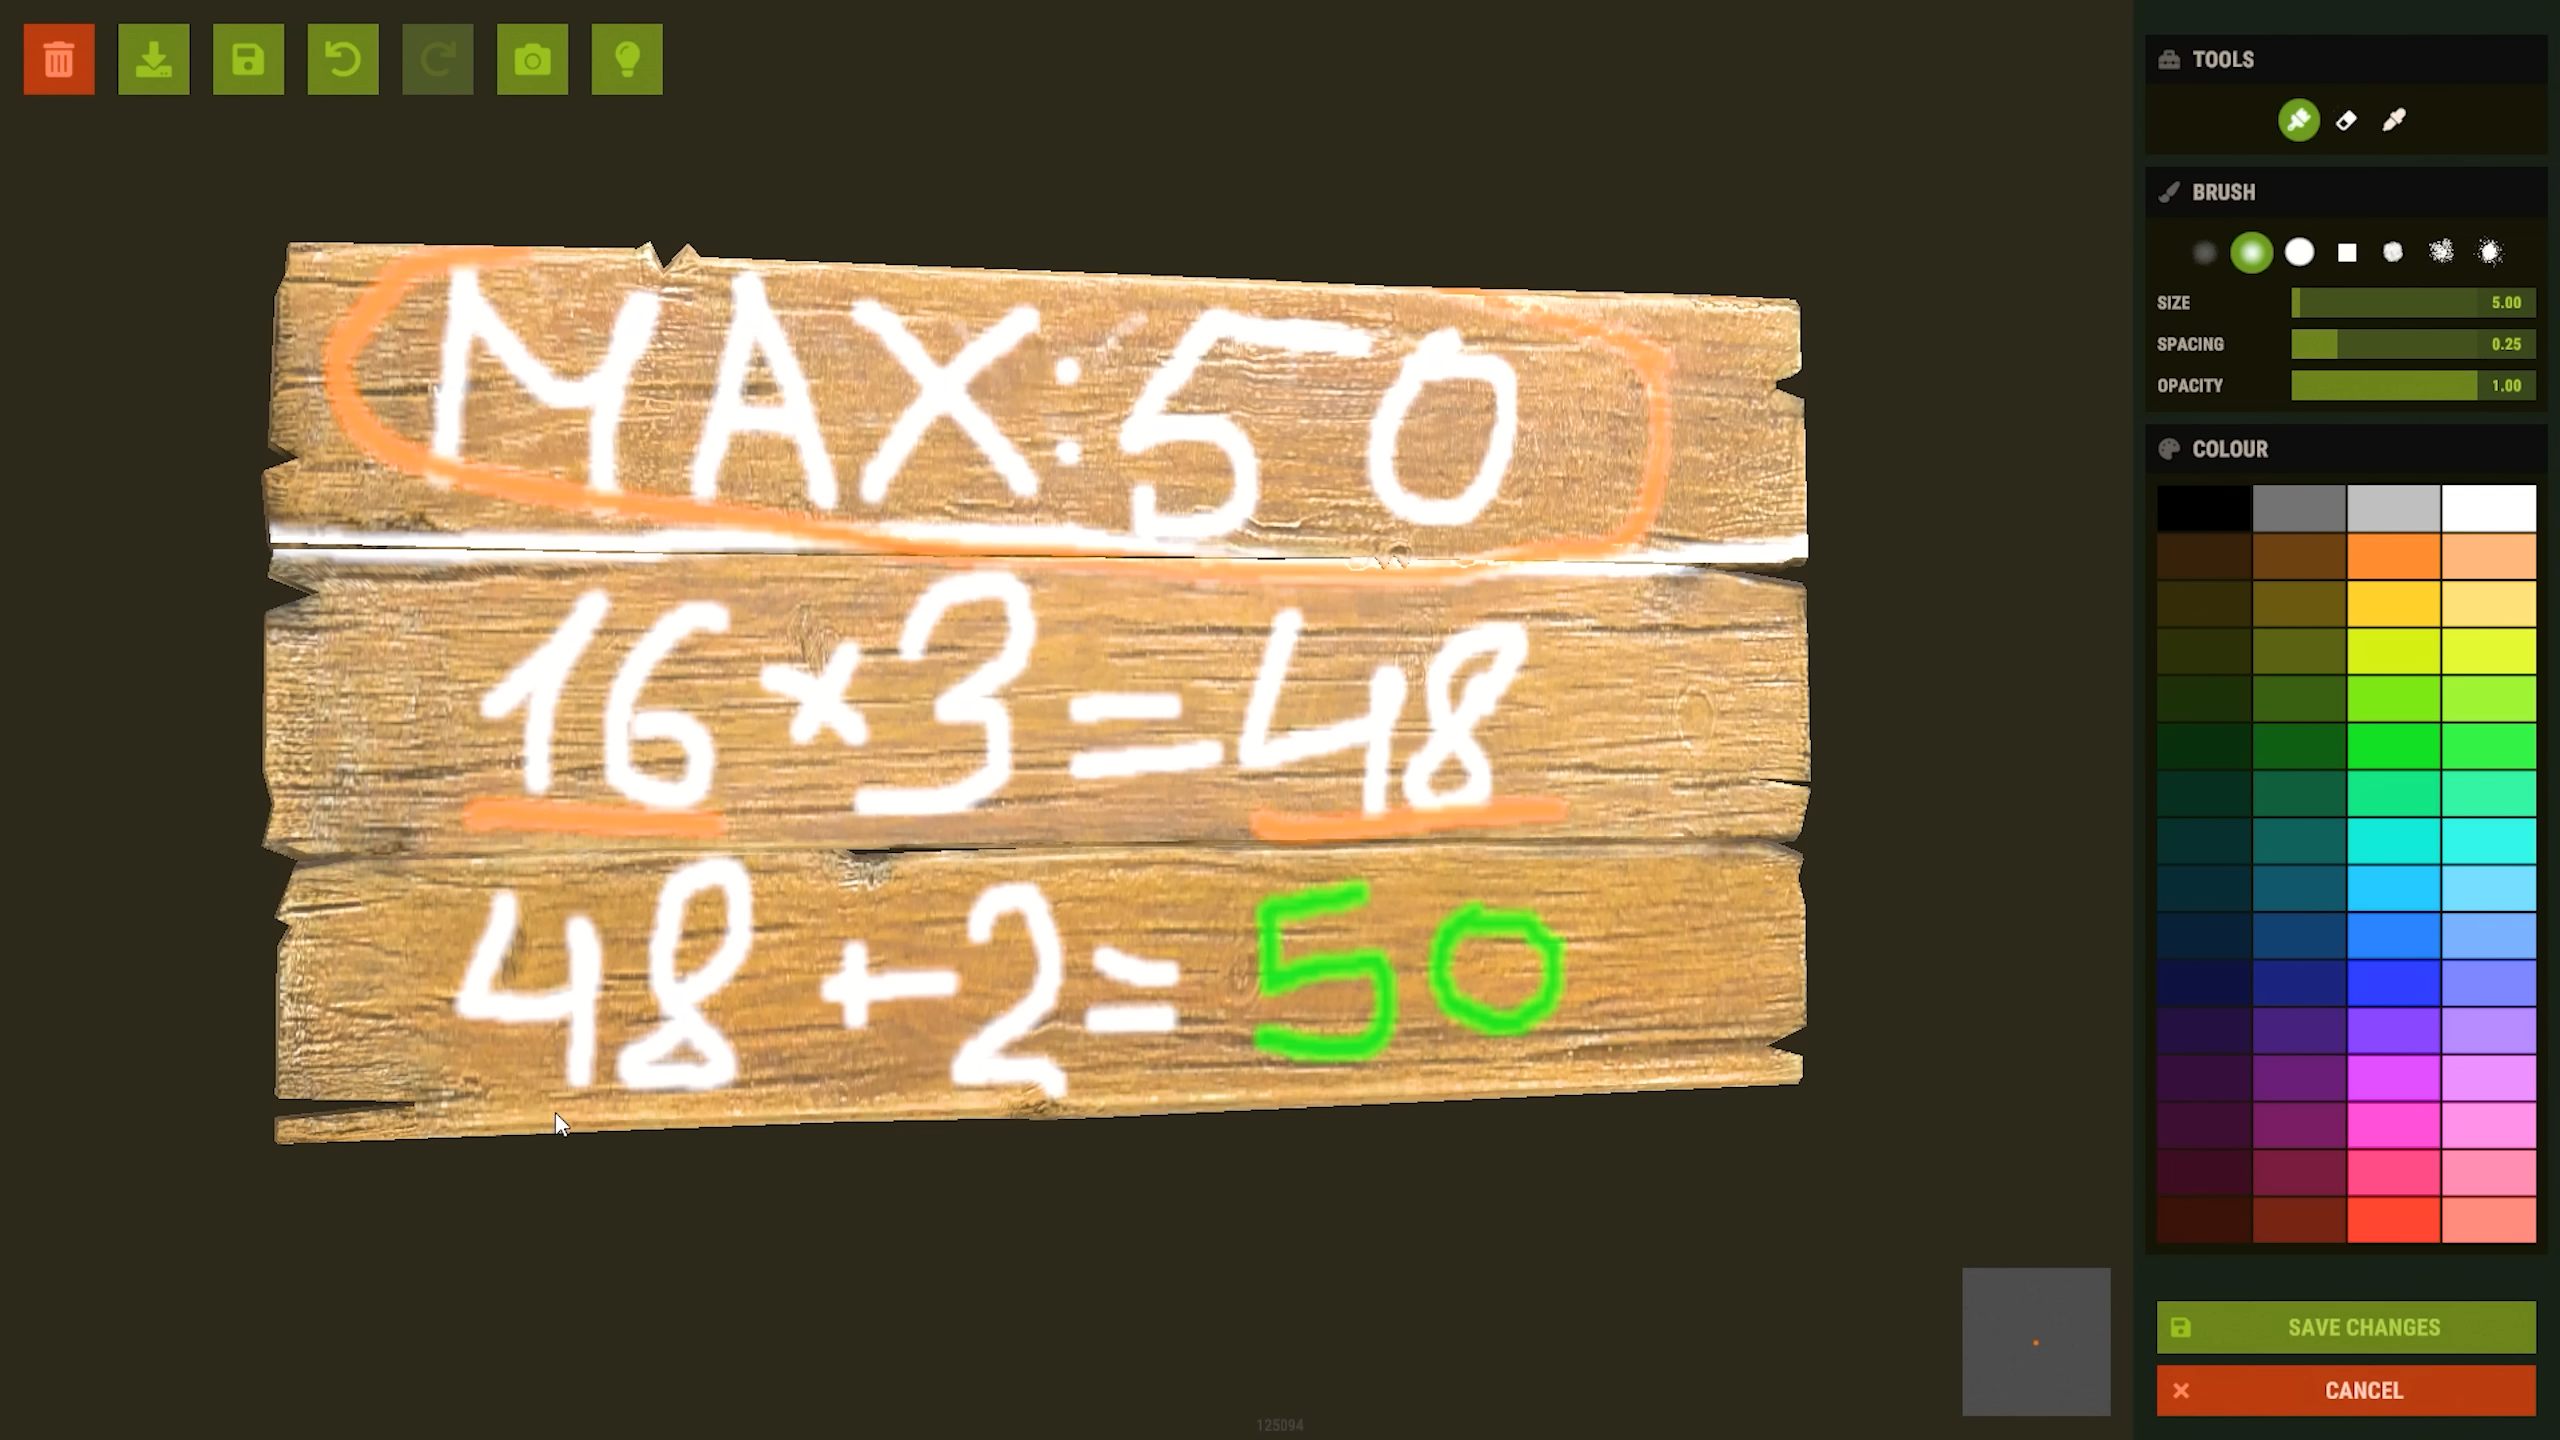 TOOLS
BRUSH
SIZE 5.00
SPACING 0.25
OPACITY 1.00
COLOUR
MAX: 50
16 × 3 = 48
48 + 2 = 50
SAVE CHANGES
CANCEL
125094